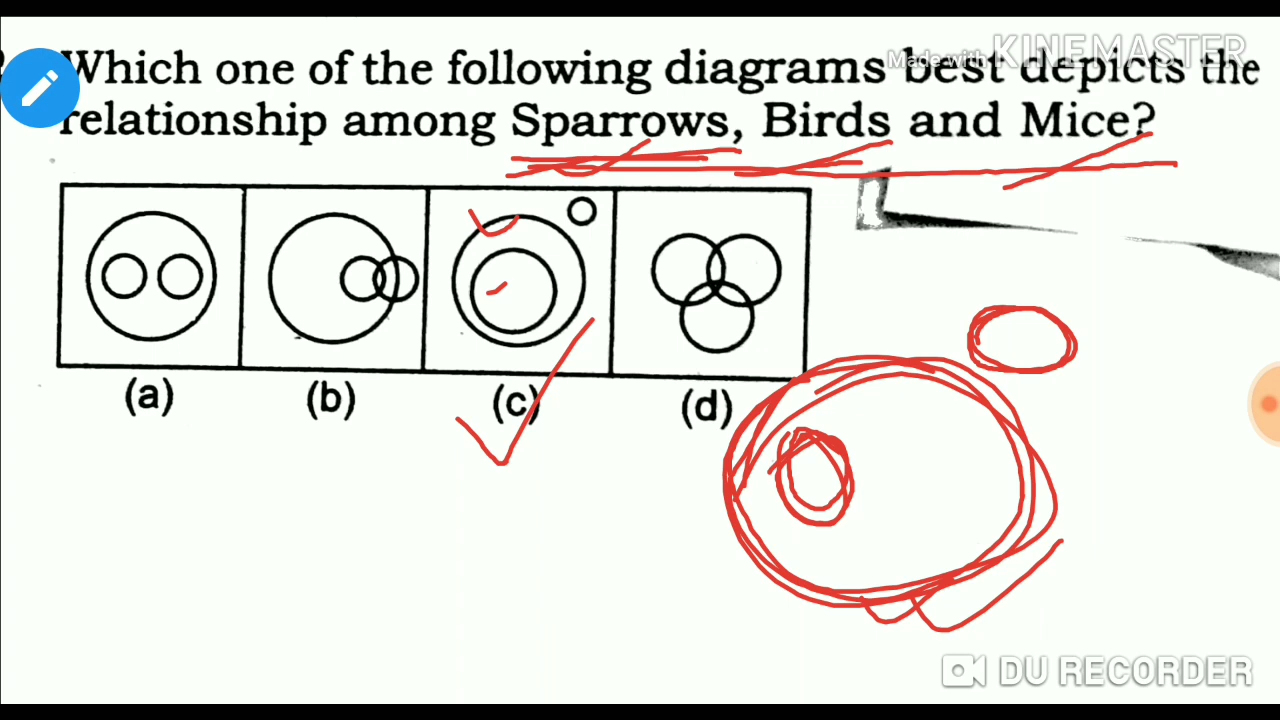 Made with KINEMASTER
Which one of the following diagrams best depicts the
relationship among Sparrows, Birds and Mice?
(a) (b) (c) (d)
DU RECORDER